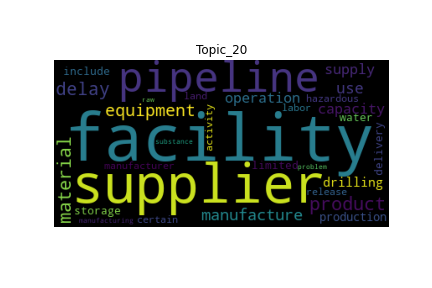 Topic_20
include
pipeline
supply
delay
land
use
raw
equipment
operation
hazardous
capacity
labor
water
facility
activity
substance
delivery
material
manufacturer
limited
problem
supplier
drilling
release
product
storage
manufacture
production
manufacturing
certain